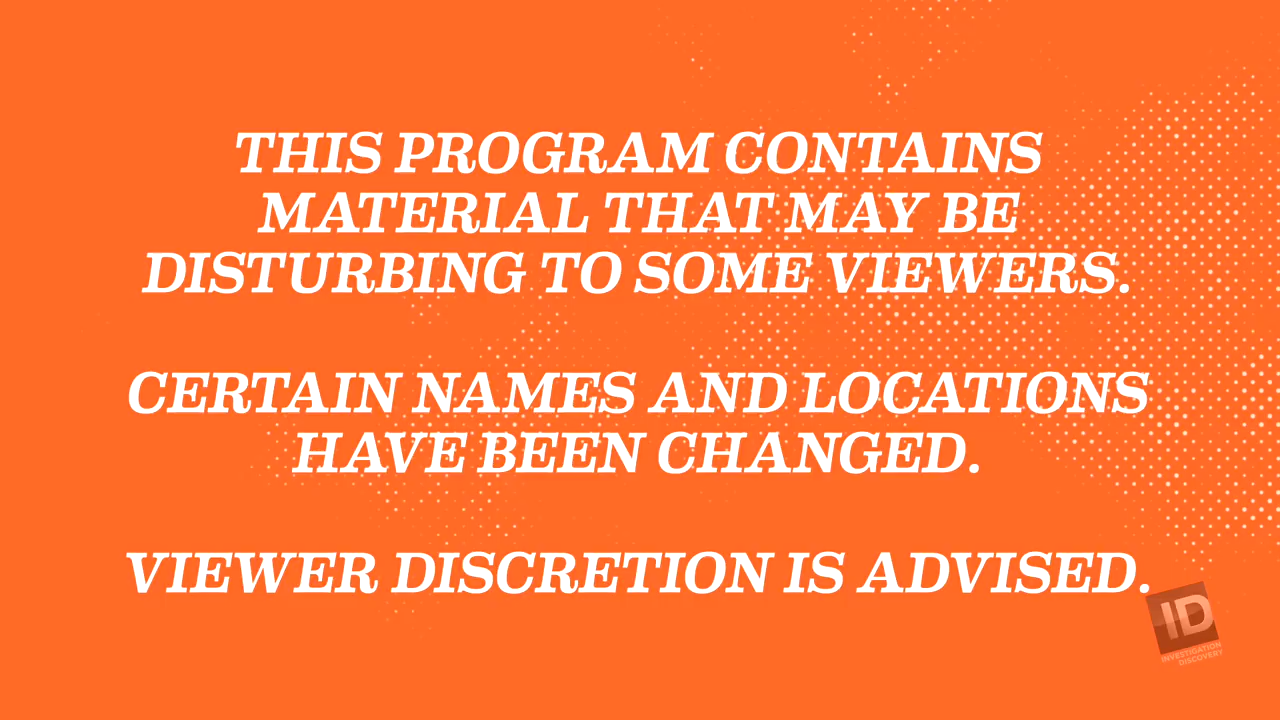 THIS PROGRAM CONTAINS
MATERIAL THAT MAY BE
DISTURBING TO SOME VIEWERS.
CERTAIN NAMES AND LOCATIONS
HAVE BEEN CHANGED.
VIEWER DISCRETION IS ADVISED.
ID
INVESTIGATION
DISCOVERY